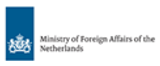 Ministry of Foreign Affairs of the
Netherlands